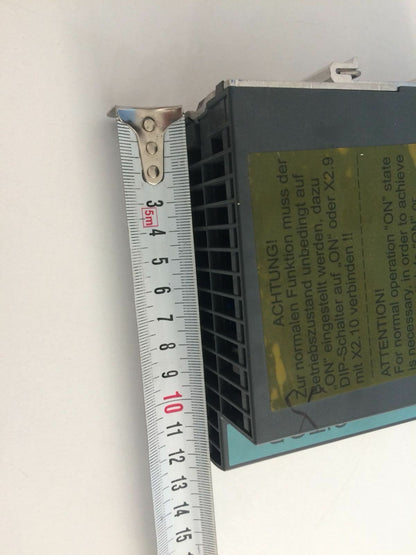 ACHTUNG!
Zur normalen Funktion muss der
Betriebszustand unbedingt auf
„ON“ eingestellt werden, dazu
DIP-Schalter auf „ON“ oder X2.9
mit X2.10 verbinden !!
ATTENTION!
For normal operation "ON" state
is necessary. In order to achieve
3
5m
4
5
6
7
8
9
10
11
12
13
14
15